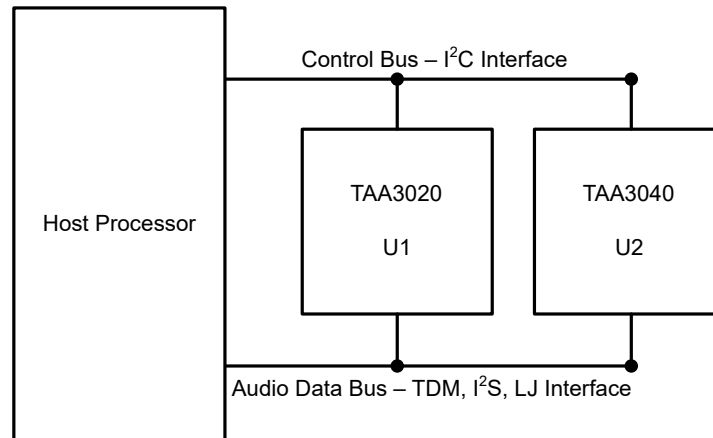 Control Bus – I²C Interface
TAA3020
TAA3040
Host Processor
U1
U2
Audio Data Bus – TDM, I²S, LJ Interface